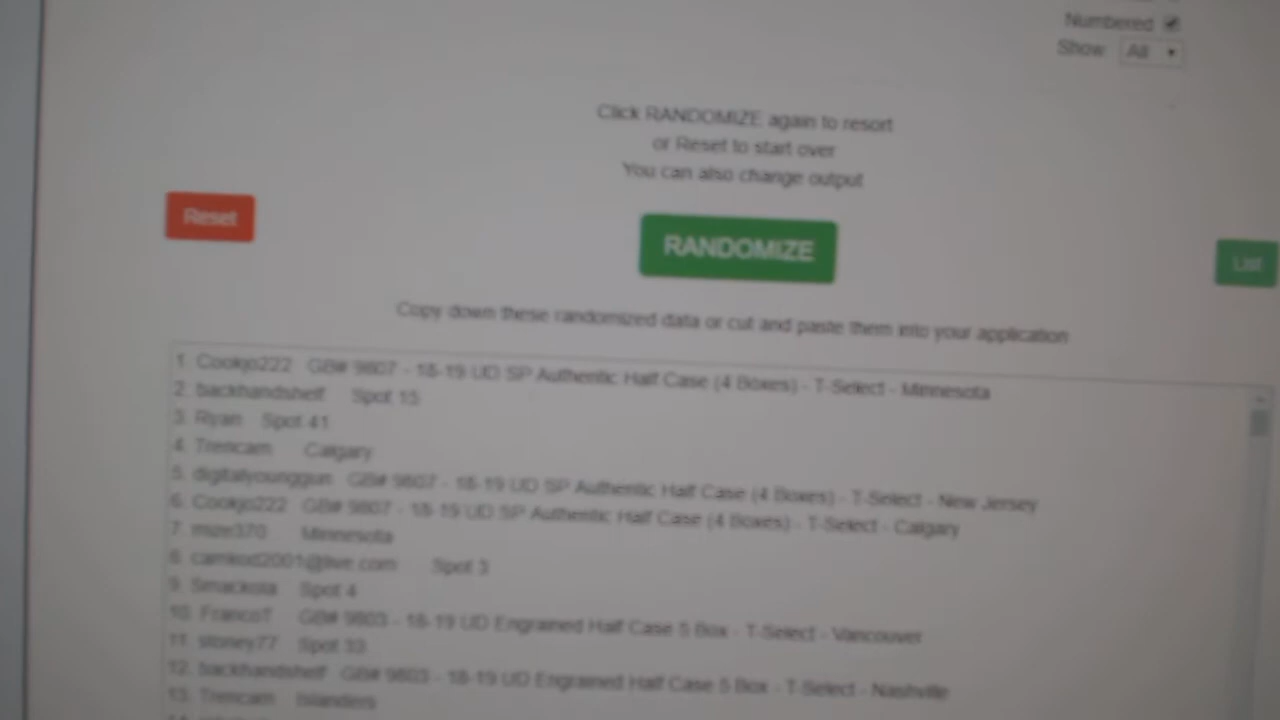 Numbered
Show All
Click RANDOMIZE again to resort
or Reset to start over
You can also change output
Reset
RANDOMIZE
List
Copy down these randomized data or cut and paste them into your application
1. Cookjo222 GB# 9807 - 18-19 UD SP Authentic Half Case (4 Boxes) - T-Select - Minnesota
2. backhandshelf Spot 15
3. Ryan Spot 41
4. Trencam Calgary
5. digitalyounggun GB# 9807 - 18-19 UD SP Authentic Half Case (4 Boxes) - T-Select - New Jersey
6. Cookjo222 GB# 9807 - 18-19 UD SP Authentic Half Case (4 Boxes) - T-Select - Calgary
7. mize370 Minnesota
8. Spot 3
9. Smackota Spot 4
10. FrancoT GB# 9803 - 18-19 UD Engrained Half Case 5 Box - T-Select - Vancouver
11. stoney77 Spot 33
12. backhandshelf GB# 9803 - 18-19 UD Engrained Half Case 5 Box - T-Select - Nashville
13. Trencam Islanders